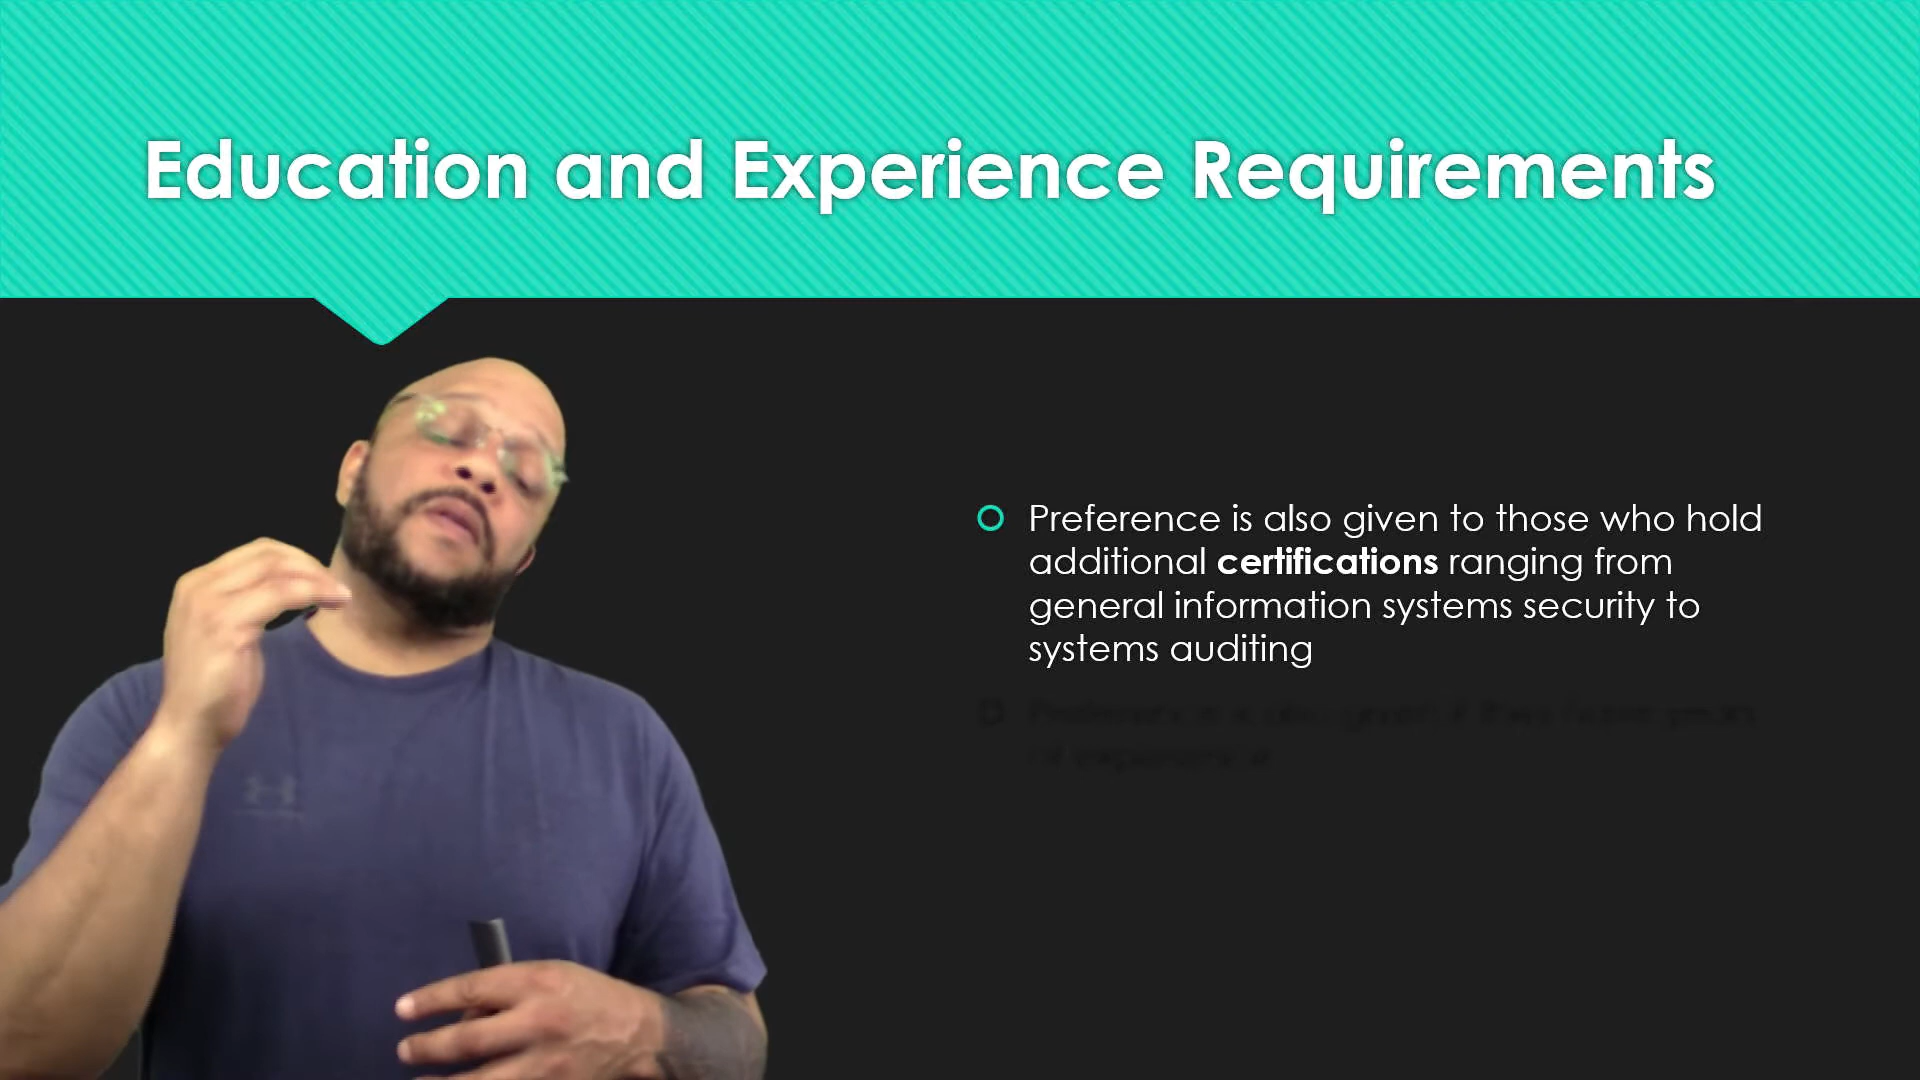 Education and Experience Requirements
Preference is also given to those who hold
additional certifications ranging from
general information systems security to
systems auditing